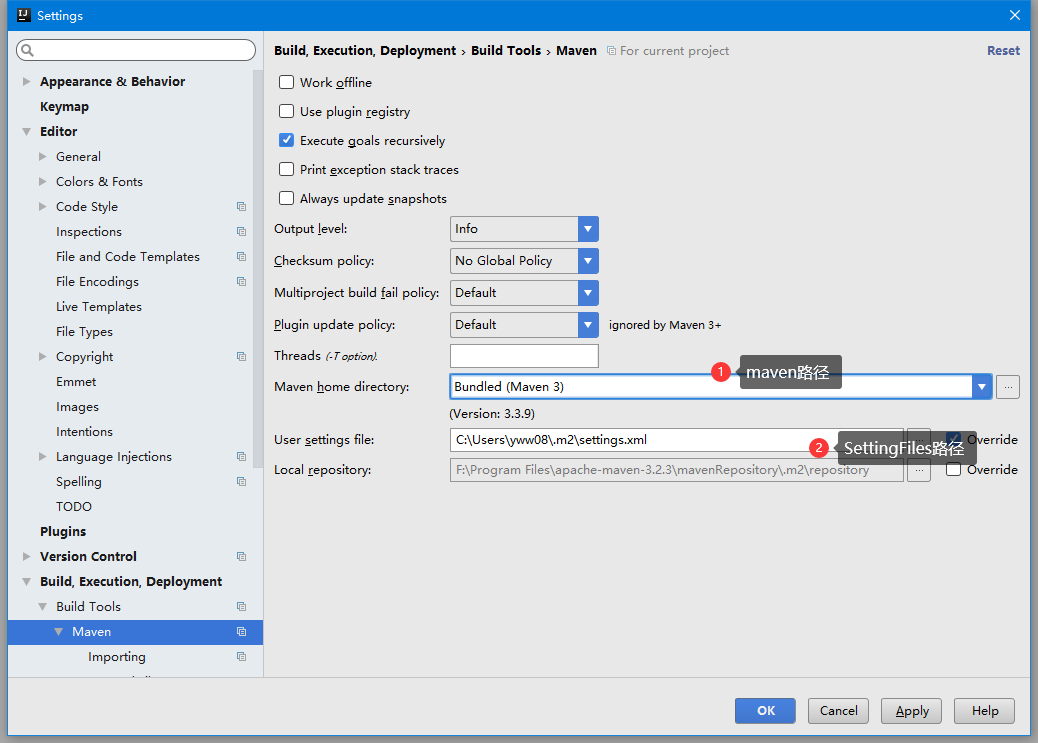 Settings
Build, Execution, Deployment › Build Tools › Maven For current project Reset
Appearance & Behavior
Keymap
Editor
General
Colors & Fonts
Code Style
Inspections
File and Code Templates
File Encodings
Live Templates
File Types
Copyright
Emmet
Images
Intentions
Language Injections
Spelling
TODO
Plugins
Version Control
Build, Execution, Deployment
Build Tools
Maven
Importing
Work offline
Use plugin registry
Execute goals recursively
Print exception stack traces
Always update snapshots
Output level: Info
Checksum policy: No Global Policy
Multiproject build fail policy: Default
Plugin update policy: Default ignored by Maven 3+
Threads (-T option).
1 maven路径
Maven home directory: Bundled (Maven 3) ...
(Version: 3.3.9)
User settings file: C:\Users\yww08\.m2\settings.xml ... Override
2 SettingFiles路径
Local repository: F:\Program Files\apache-maven-3.2.3\mavenRepository\.m2\repository ... Override
OK Cancel Apply Help